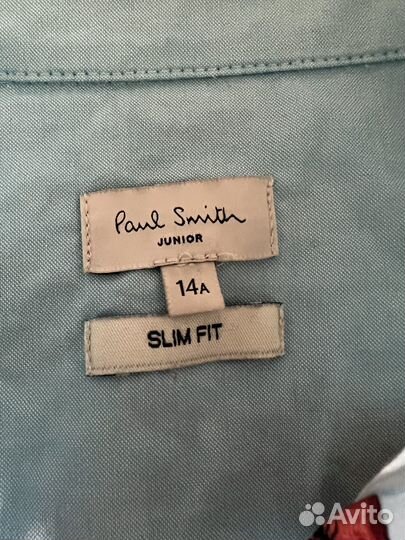 Paul Smith
JUNIOR
14A
SLIM FIT
Avito